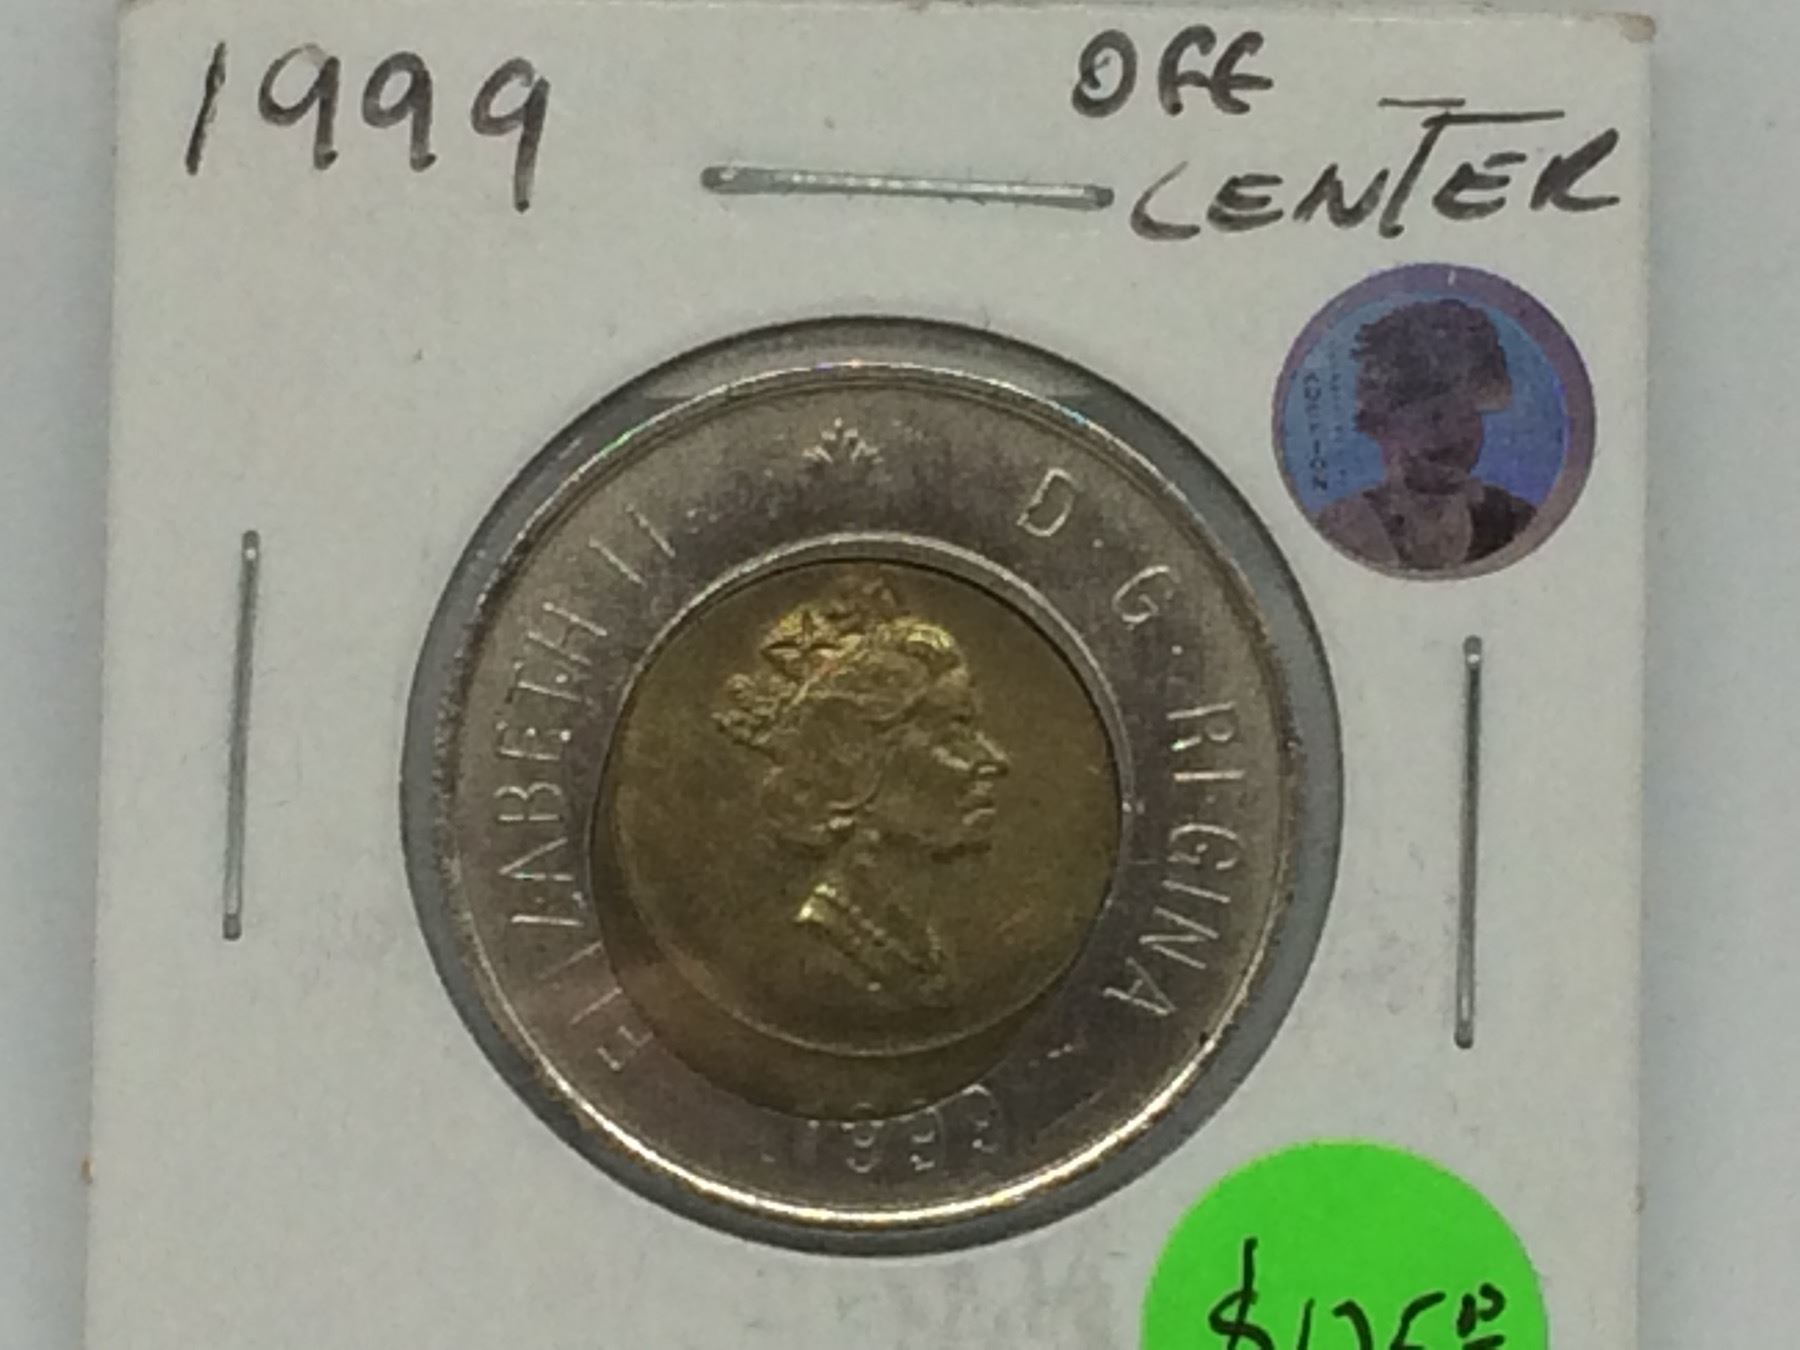 1999
OFF
CENTER
ELIZABETH II D·G·REGINA
1999